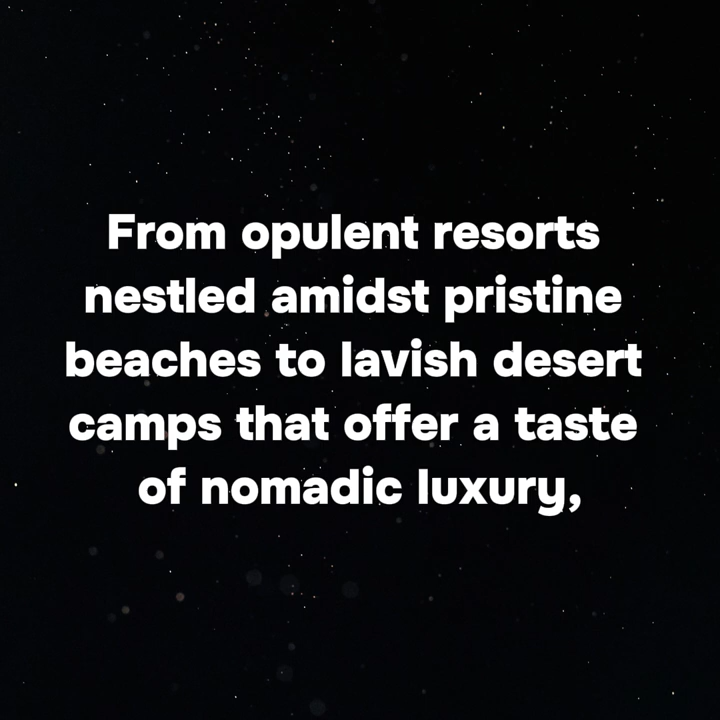 From opulent resorts
nestled amidst pristine
beaches to lavish desert
camps that offer a taste
of nomadic luxury,